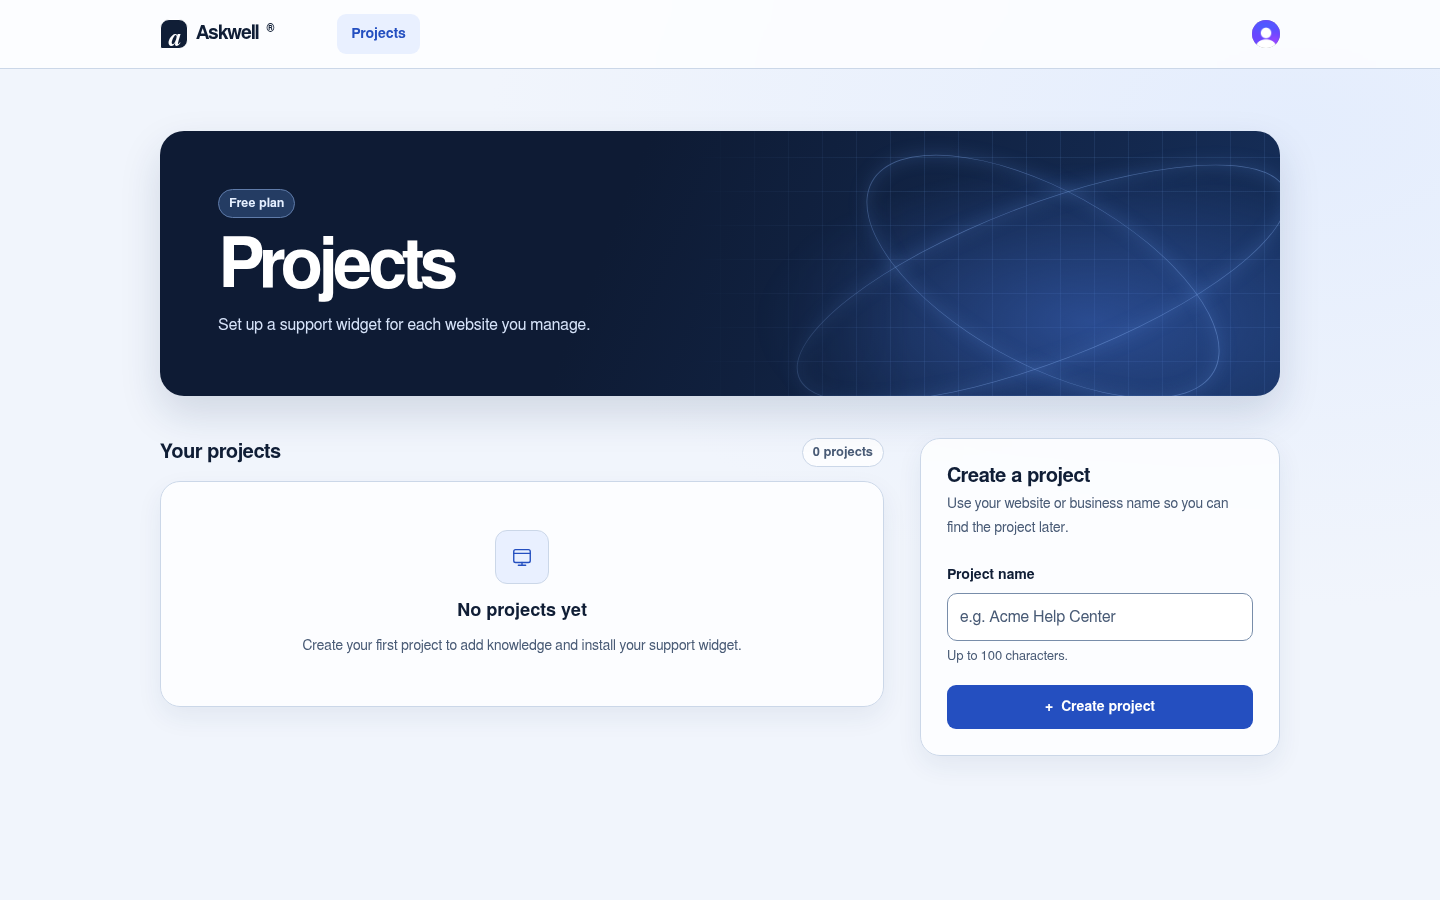 a Askwell ®
Projects
Free plan
Projects
Set up a support widget for each website you manage.
Your projects
0 projects
No projects yet
Create your first project to add knowledge and install your support widget.
Create a project
Use your website or business name so you can
find the project later.
Project name
e.g. Acme Help Center
Up to 100 characters.
+ Create project